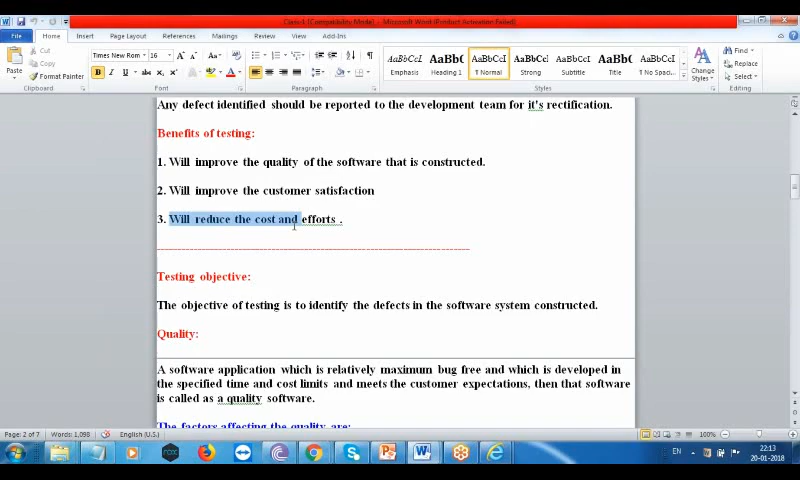 Class-1 [Compatibility Mode] - Microsoft Word (Product Activation Failed)
File Home Insert Page Layout References Mailings Review View Add-Ins
Paste Cut Copy Format Painter
Times New Rom 16
AaBbCcI AaBb( AaBbCcI AaBbCc AaBbCcI AaBb( AaBbCcI
Emphasis Heading 1 ¶ Normal Strong Subtitle Title ¶ No Spaci...
Change Styles
Find Replace Select
Clipboard Font Paragraph Styles Editing
Any defect identified should be reported to the development team for it's rectification.
Benefits of testing:
1. Will improve the quality of the software that is constructed.
2. Will improve the customer satisfaction
3. Will reduce the cost and efforts .
Testing objective:
The objective of testing is to identify the defects in the software system constructed.
Quality:
A software application which is relatively maximum bug free and which is developed in
the specified time and cost limits and meets the customer expectations, then that software
is called as a quality software.
The factors affecting the quality are:
Page: 2 of 7 Words: 1,098 English (U.S.) 100%
EN 22:13
20-01-2018